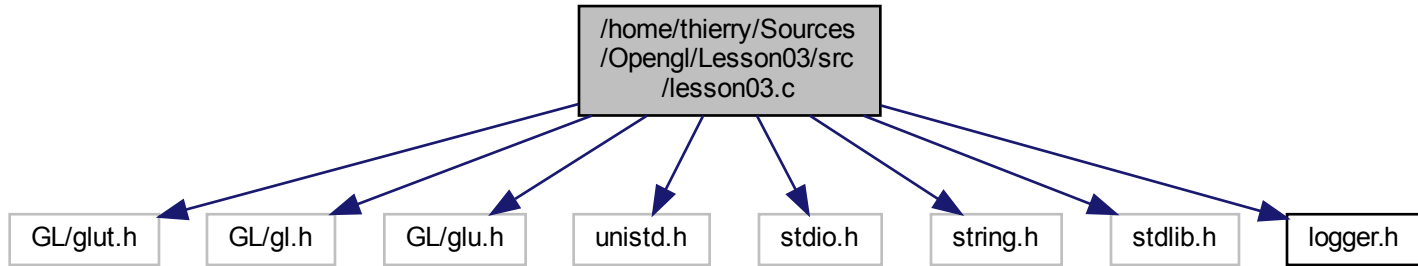 /home/thierry/Sources
/Opengl/Lesson03/src
/lesson03.c
GL/glut.h
GL/gl.h
GL/glu.h
unistd.h
stdio.h
string.h
stdlib.h
logger.h